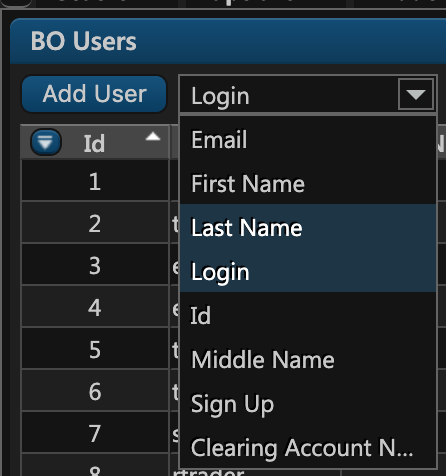 BO Users
Add User
Login
Id
Email
First Name
Last Name
Login
Id
Middle Name
Sign Up
Clearing Account N...
1
2
3
4
5
6
7
8
rtrader